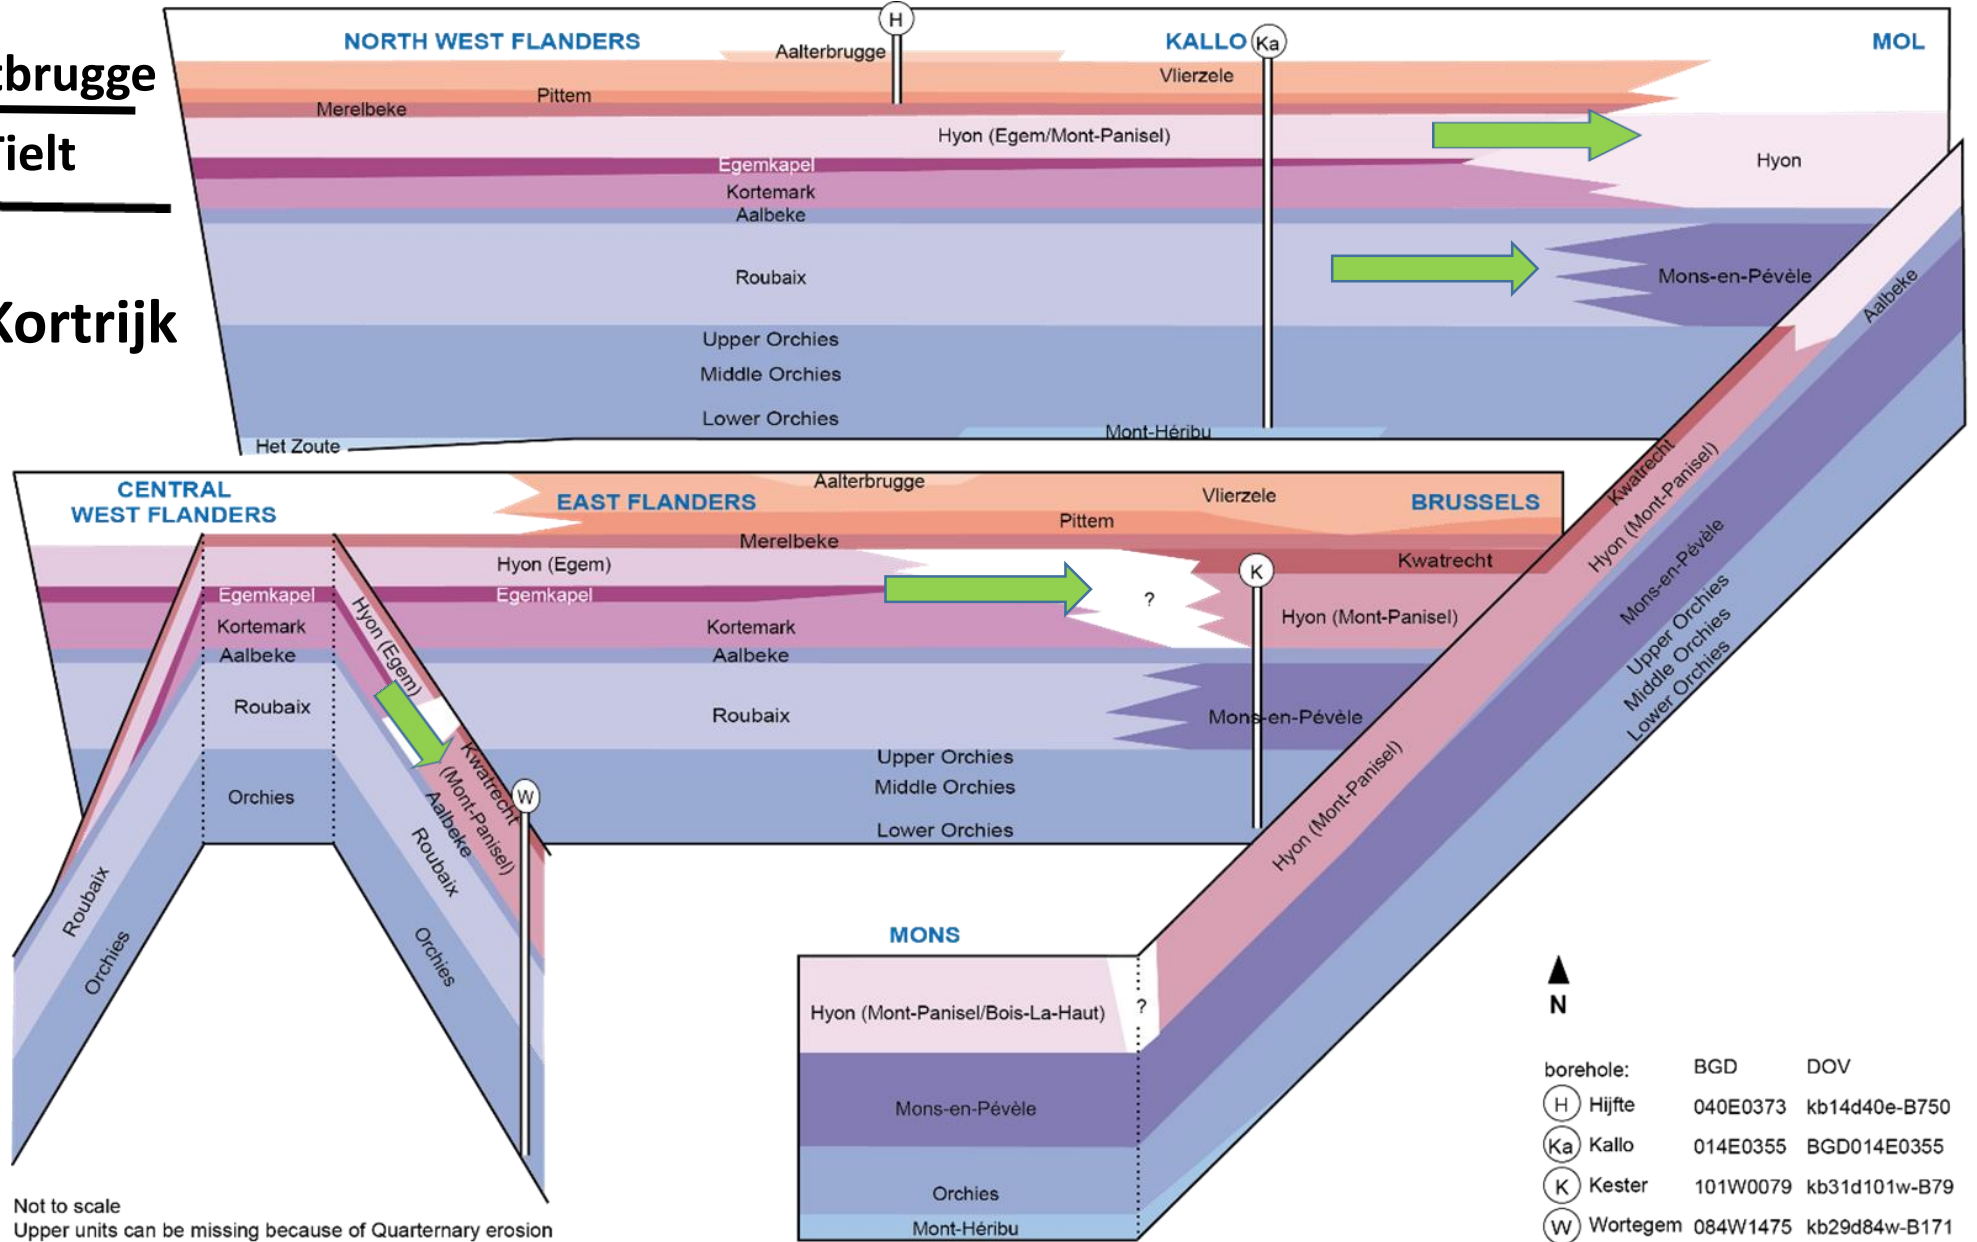 tbrugge
Tielt
Kortrijk
NORTH WEST FLANDERS
KALLO
MOL
H
Ka
Aalterbrugge
Vlierzele
Pittem
Merelbeke
Hyon (Egem/Mont-Panisel)
Hyon
Egemkapel
Kortemark
Aalbeke
Roubaix
Mons-en-Pévèle
Upper Orchies
Middle Orchies
Lower Orchies
Het Zoute
Mont-Héribu
Aalbeke
Kwatrecht
Hyon (Mont-Panisel)
Mons-en-Pévèle
Upper Orchies
Middle Orchies
Lower Orchies
Hyon (Mont-Panisel)
CENTRAL
WEST FLANDERS
EAST FLANDERS
BRUSSELS
Aalterbrugge
Vlierzele
Pittem
Merelbeke
Hyon (Egem)
Kwatrecht
K
Egemkapel
Egemkapel
?
Hyon (Mont-Panisel)
Kortemark
Kortemark
Aalbeke
Aalbeke
Roubaix
Roubaix
Mons-en-Pévèle
Upper Orchies
Middle Orchies
Lower Orchies
Orchies
Hyon (Egem)
Kwatrecht
(Mont-Panisel)
Aalbeke
Roubaix
Orchies
W
Roubaix
Orchies
MONS
Hyon (Mont-Panisel/Bois-La-Haut)
?
Mons-en-Pévèle
Orchies
Mont-Héribu
N
borehole: BGD DOV
H Hijfte 040E0373 kb14d40e-B750
Ka Kallo 014E0355 BGD014E0355
K Kester 101W0079 kb31d101w-B79
W Wortegem 084W1475 kb29d84w-B171
Not to scale
Upper units can be missing because of Quarternary erosion